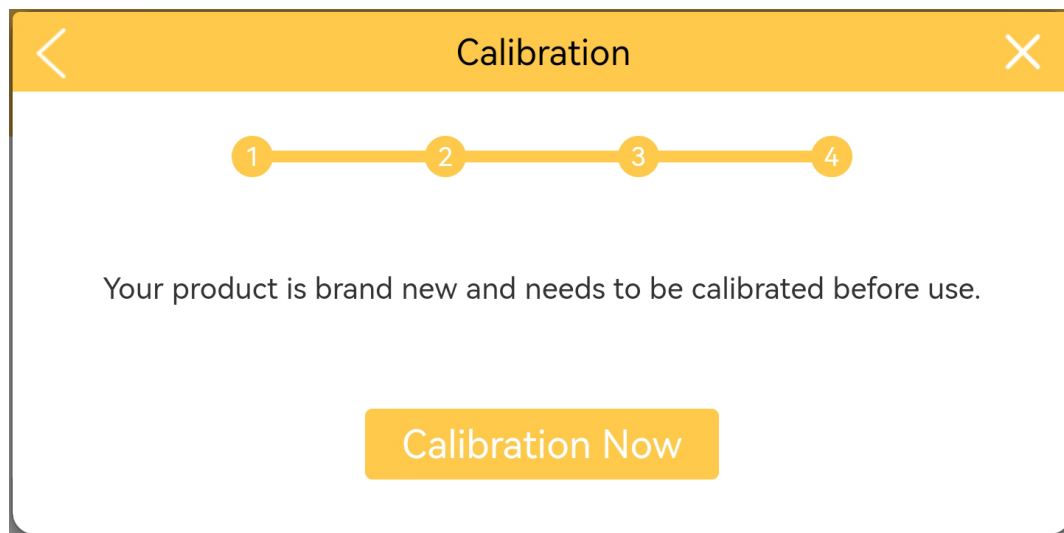 Calibration
1 2 3 4
Your product is brand new and needs to be calibrated before use.
Calibration Now